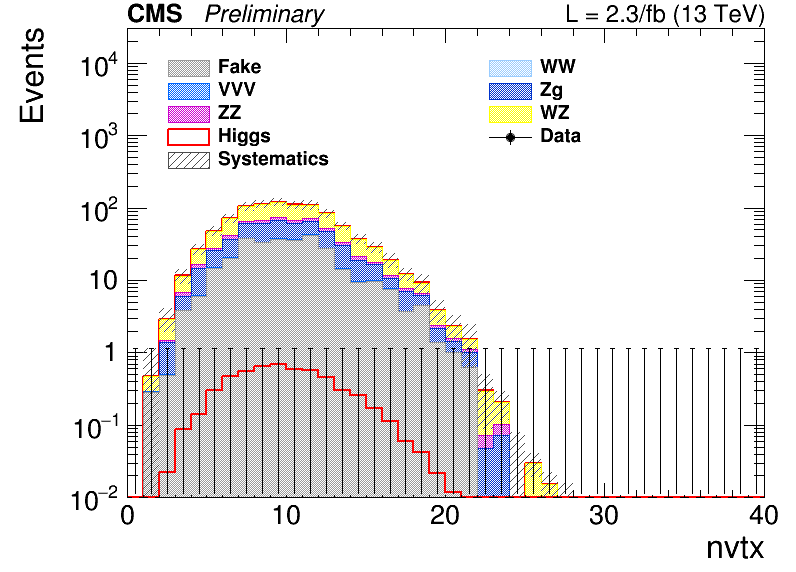 CMS Preliminary L = 2.3/fb (13 TeV)
Events
Fake WW
VVV Zg
ZZ WZ
Higgs Data
Systematics
10⁴
10³
10²
10
1
10⁻¹
10⁻²
0 10 20 30 40
nvtx